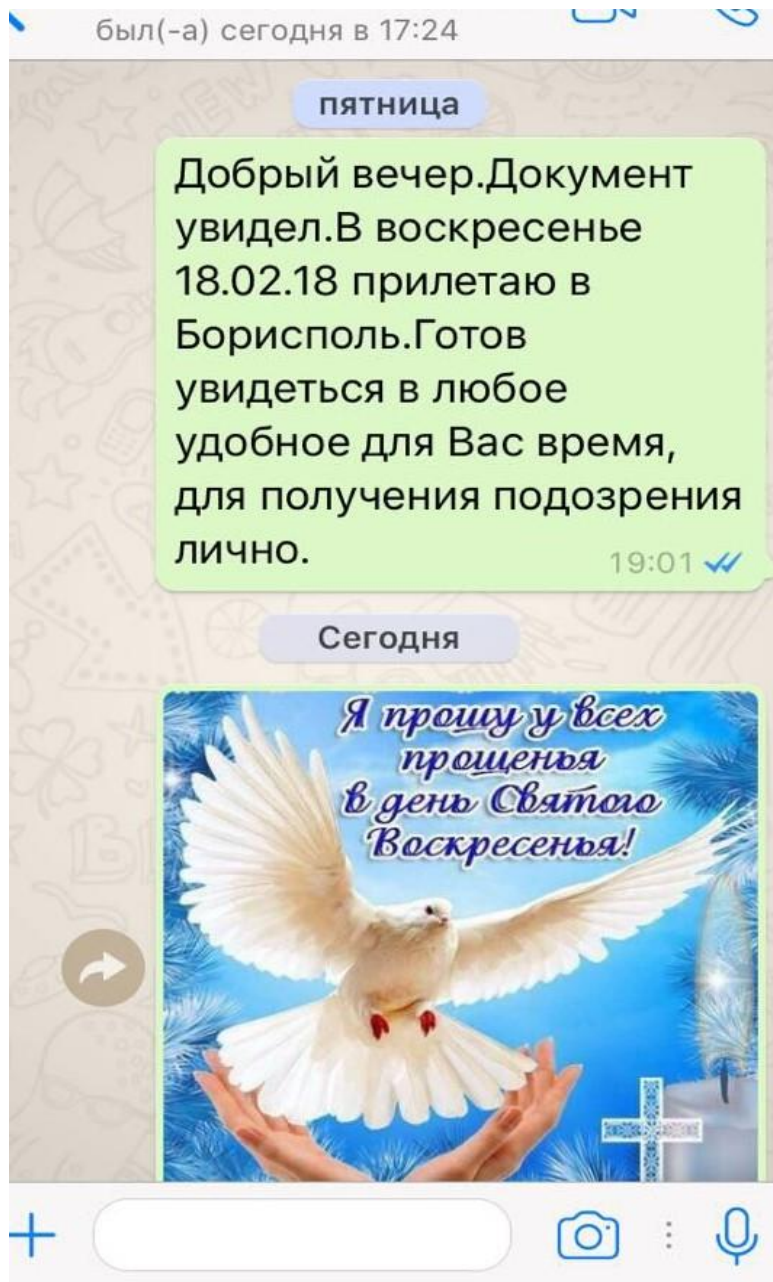 был(-а) сегодня в 17:24
пятница
Добрый вечер.Документ
увидел.В воскресенье
18.02.18 прилетаю в
Борисполь.Готов
увидеться в любое
удобное для Вас время,
для получения подозрения
лично.
19:01
Сегодня
Я прошу у всех
прощенья
в день Святого
Воскресенья!